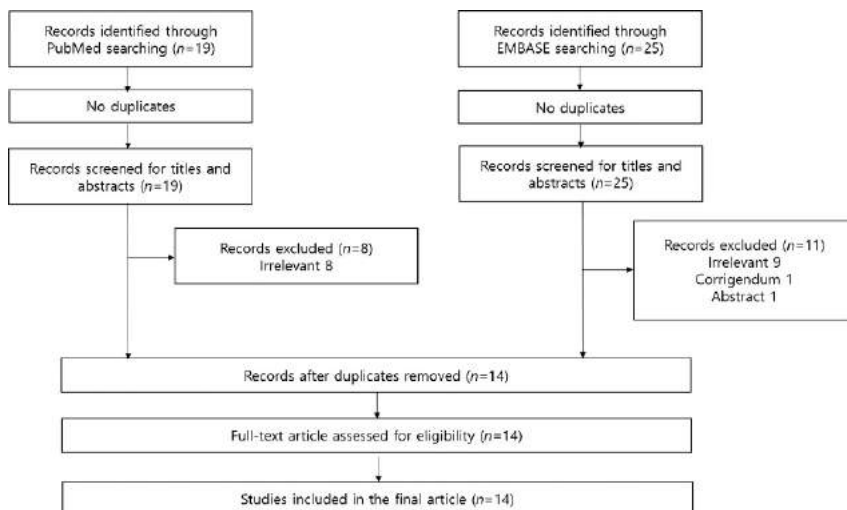 Records identified through
PubMed searching (n=19)
No duplicates
Records screened for titles and
abstracts (n=19)
Records excluded (n=8)
Irrelevant 8
Records identified through
EMBASE searching (n=25)
No duplicates
Records screened for titles and
abstracts (n=25)
Records excluded (n=11)
Irrelevant 9
Corrigendum 1
Abstract 1
Records after duplicates removed (n=14)
Full-text article assessed for eligibility (n=14)
Studies included in the final article (n=14)